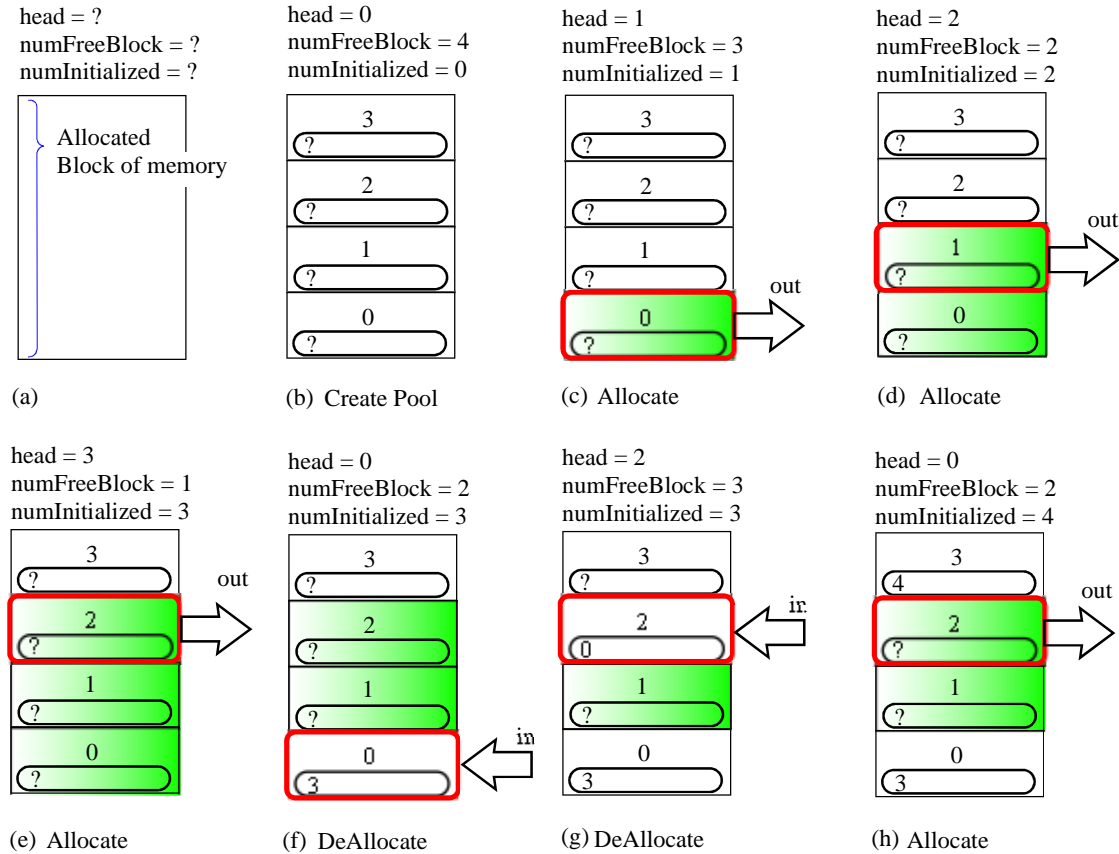 head = ?
numFreeBlock = ?
numInitialized = ?
Allocated
Block of memory
(a)
head = 0
numFreeBlock = 4
numInitialized = 0
3
?
2
?
1
?
0
?
(b) Create Pool
head = 1
numFreeBlock = 3
numInitialized = 1
3
?
2
?
1
?
0
?
out
(c) Allocate
head = 2
numFreeBlock = 2
numInitialized = 2
3
?
2
?
1
?
0
?
out
(d) Allocate
head = 3
numFreeBlock = 1
numInitialized = 3
3
?
2
?
1
?
0
?
out
(e) Allocate
head = 0
numFreeBlock = 2
numInitialized = 3
3
?
2
?
1
?
0
3
in
(f) DeAllocate
head = 2
numFreeBlock = 3
numInitialized = 3
3
?
2
0
1
?
0
3
in
(g) DeAllocate
head = 0
numFreeBlock = 2
numInitialized = 4
3
4
2
?
1
?
0
3
out
(h) Allocate